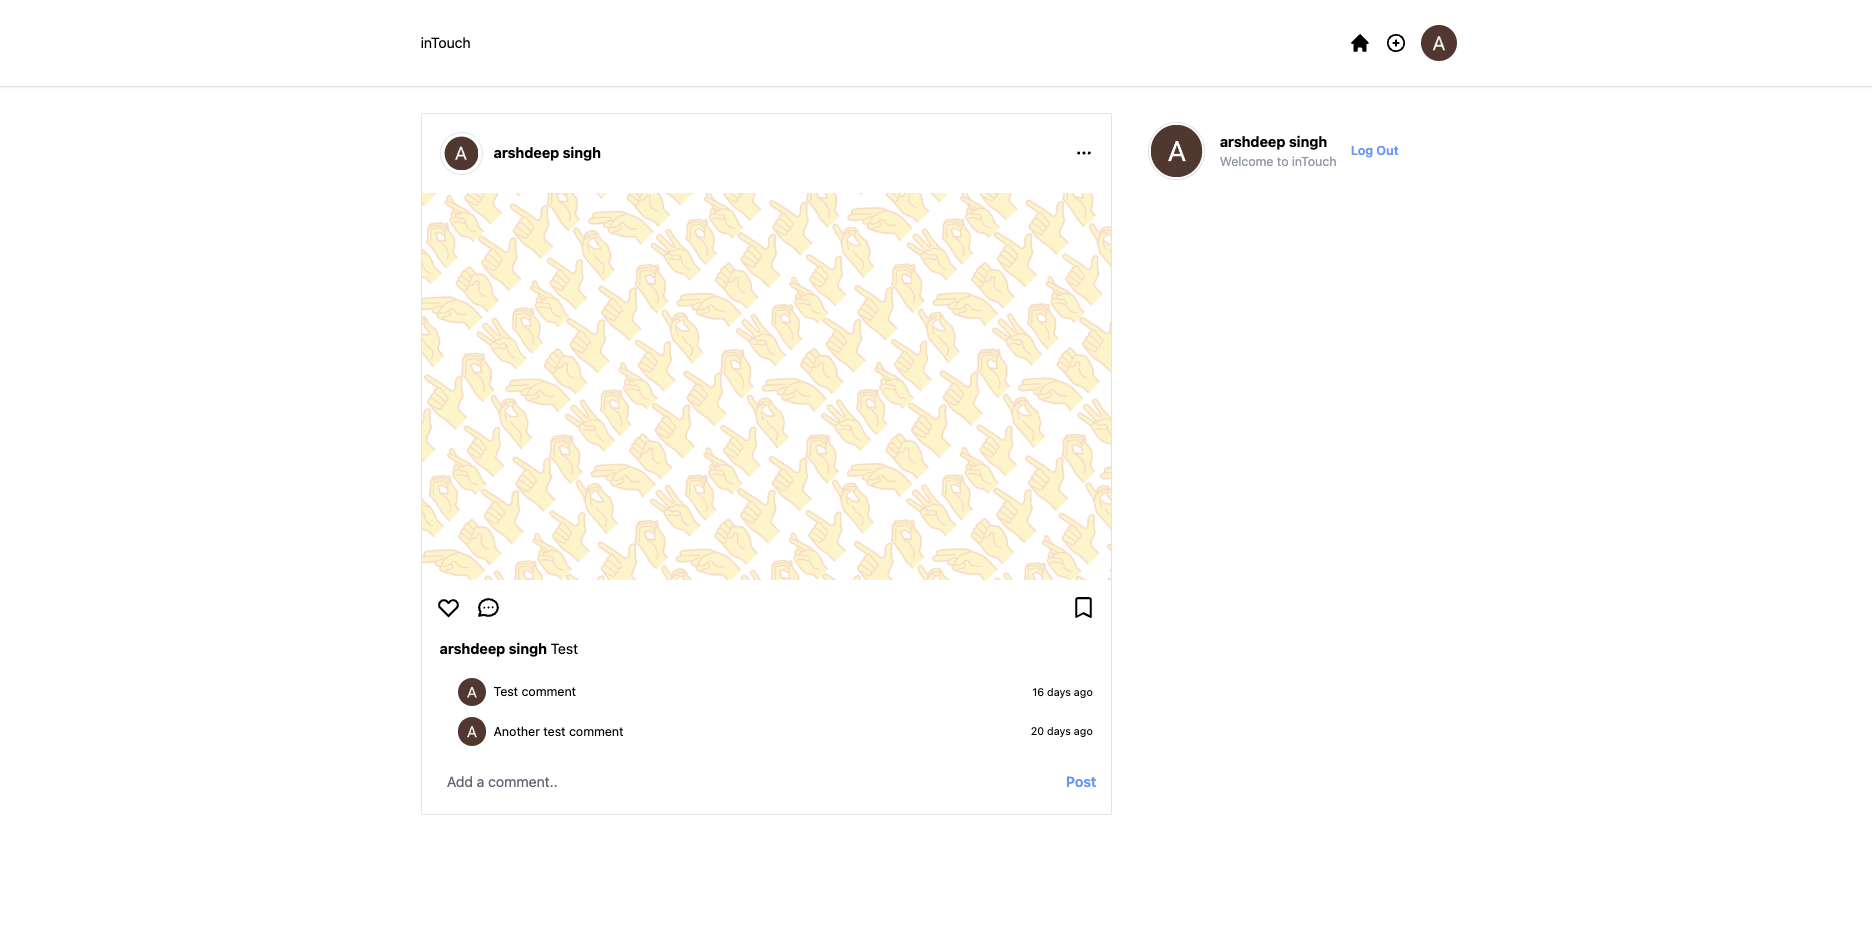 inTouch
A
A arshdeep singh
A
arshdeep singh
Welcome to inTouch
Log Out
arshdeep singh Test
A Test comment 16 days ago
A Another test comment 20 days ago
Add a comment.. Post